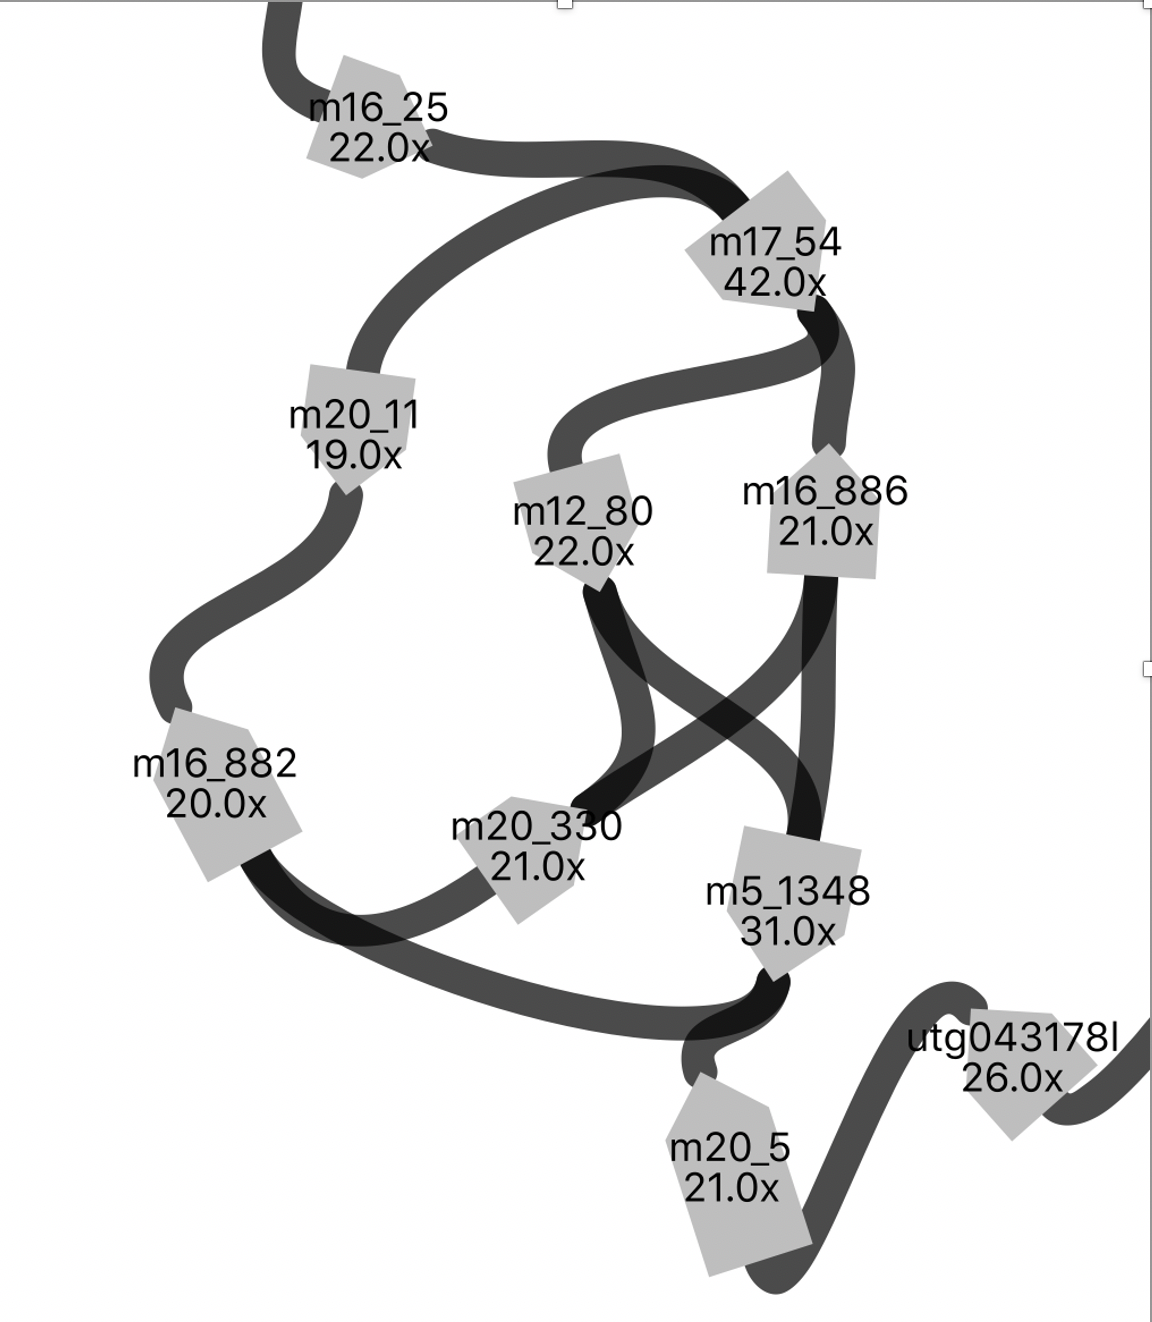 m16_25
22.0x
m17_54
42.0x
m20_11
19.0x
m12_80
22.0x
m16_886
21.0x
m16_882
20.0x
m20_330
21.0x
m5_1348
31.0x
utg043178l
26.0x
m20_5
21.0x